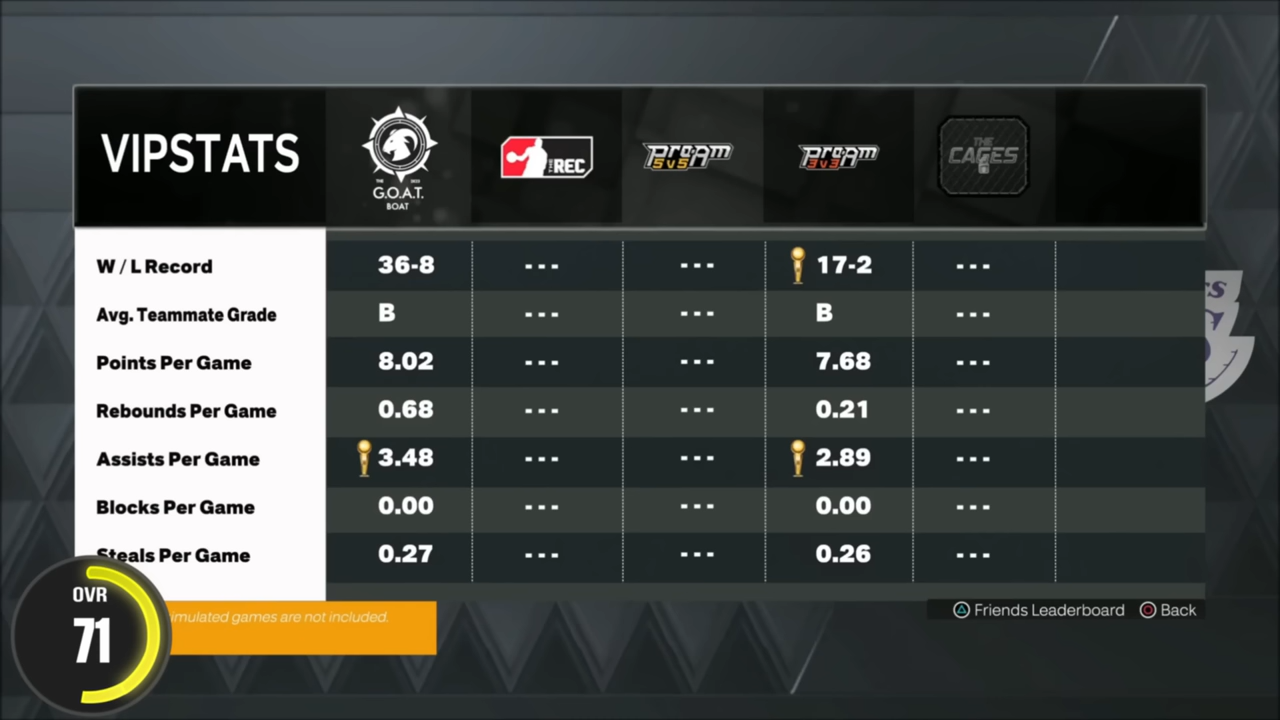 VIPSTATS
THE 2K23
G.O.A.T.
BOAT
THE REC
PRO-AM
5v5
PRO-AM
3v3
THE
CAGES
W / L Record 36-8 --- --- 17-2 ---
Avg. Teammate Grade B --- --- B ---
Points Per Game 8.02 --- --- 7.68 ---
Rebounds Per Game 0.68 --- --- 0.21 ---
Assists Per Game 3.48 --- --- 2.89 ---
Blocks Per Game 0.00 --- --- 0.00 ---
Steals Per Game 0.27 --- --- 0.26 ---
OVR
71
imulated games are not included.
Friends Leaderboard Back